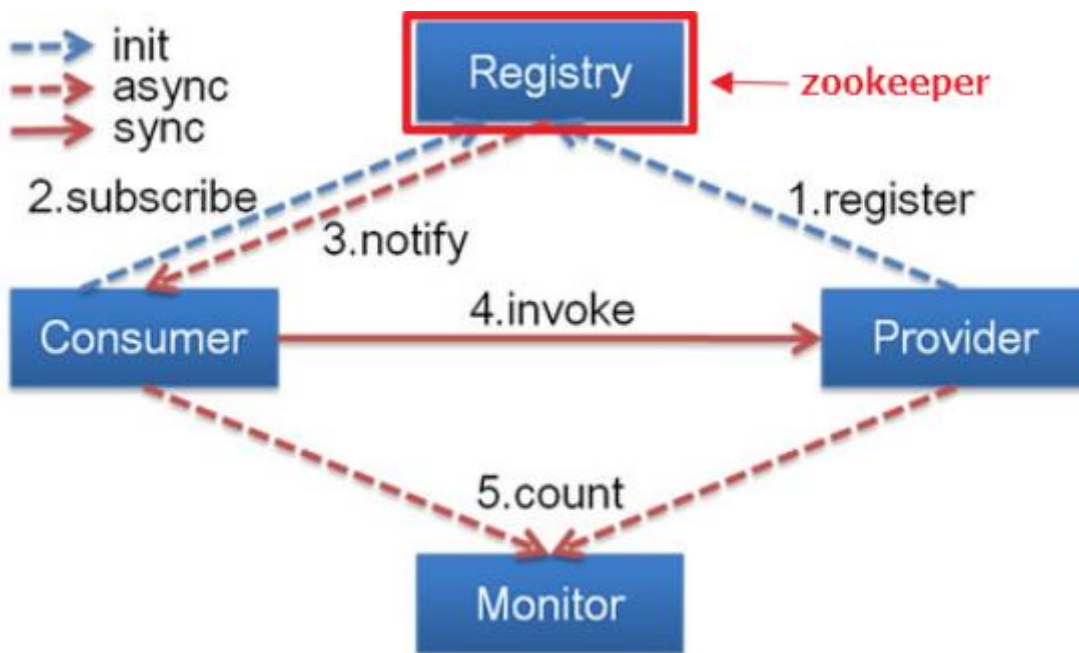 init
async
sync
Registry
zookeeper
2.subscribe
1.register
3.notify
4.invoke
Consumer
Provider
5.count
Monitor